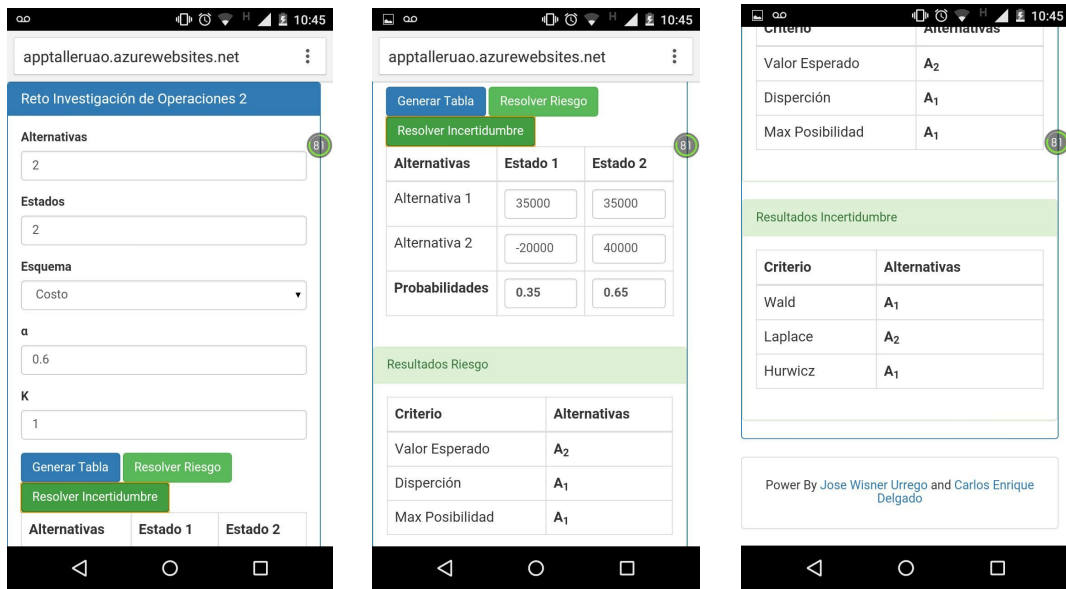 H 10:45
apptalleruao.azurewebsites.net
Reto Investigación de Operaciones 2
Alternativas
2
81
Estados
2
Esquema
Costo
α
0.6
K
1
Generar Tabla Resolver Riesgo
Resolver Incertidumbre
Alternativas Estado 1 Estado 2
H 10:45
apptalleruao.azurewebsites.net
Generar Tabla Resolver Riesgo
Resolver Incertidumbre
81
Alternativas Estado 1 Estado 2
Alternativa 1 35000 35000
Alternativa 2 -20000 40000
Probabilidades 0.35 0.65
Resultados Riesgo
Criterio Alternativas
Valor Esperado A2
Disperción A1
Max Posibilidad A1
H 10:45
Criterio Alternativas
Valor Esperado A2
Disperción A1
Max Posibilidad A1
81
Resultados Incertidumbre
Criterio Alternativas
Wald A1
Laplace A2
Hurwicz A1
Power By Jose Wisner Urrego and Carlos Enrique
Delgado